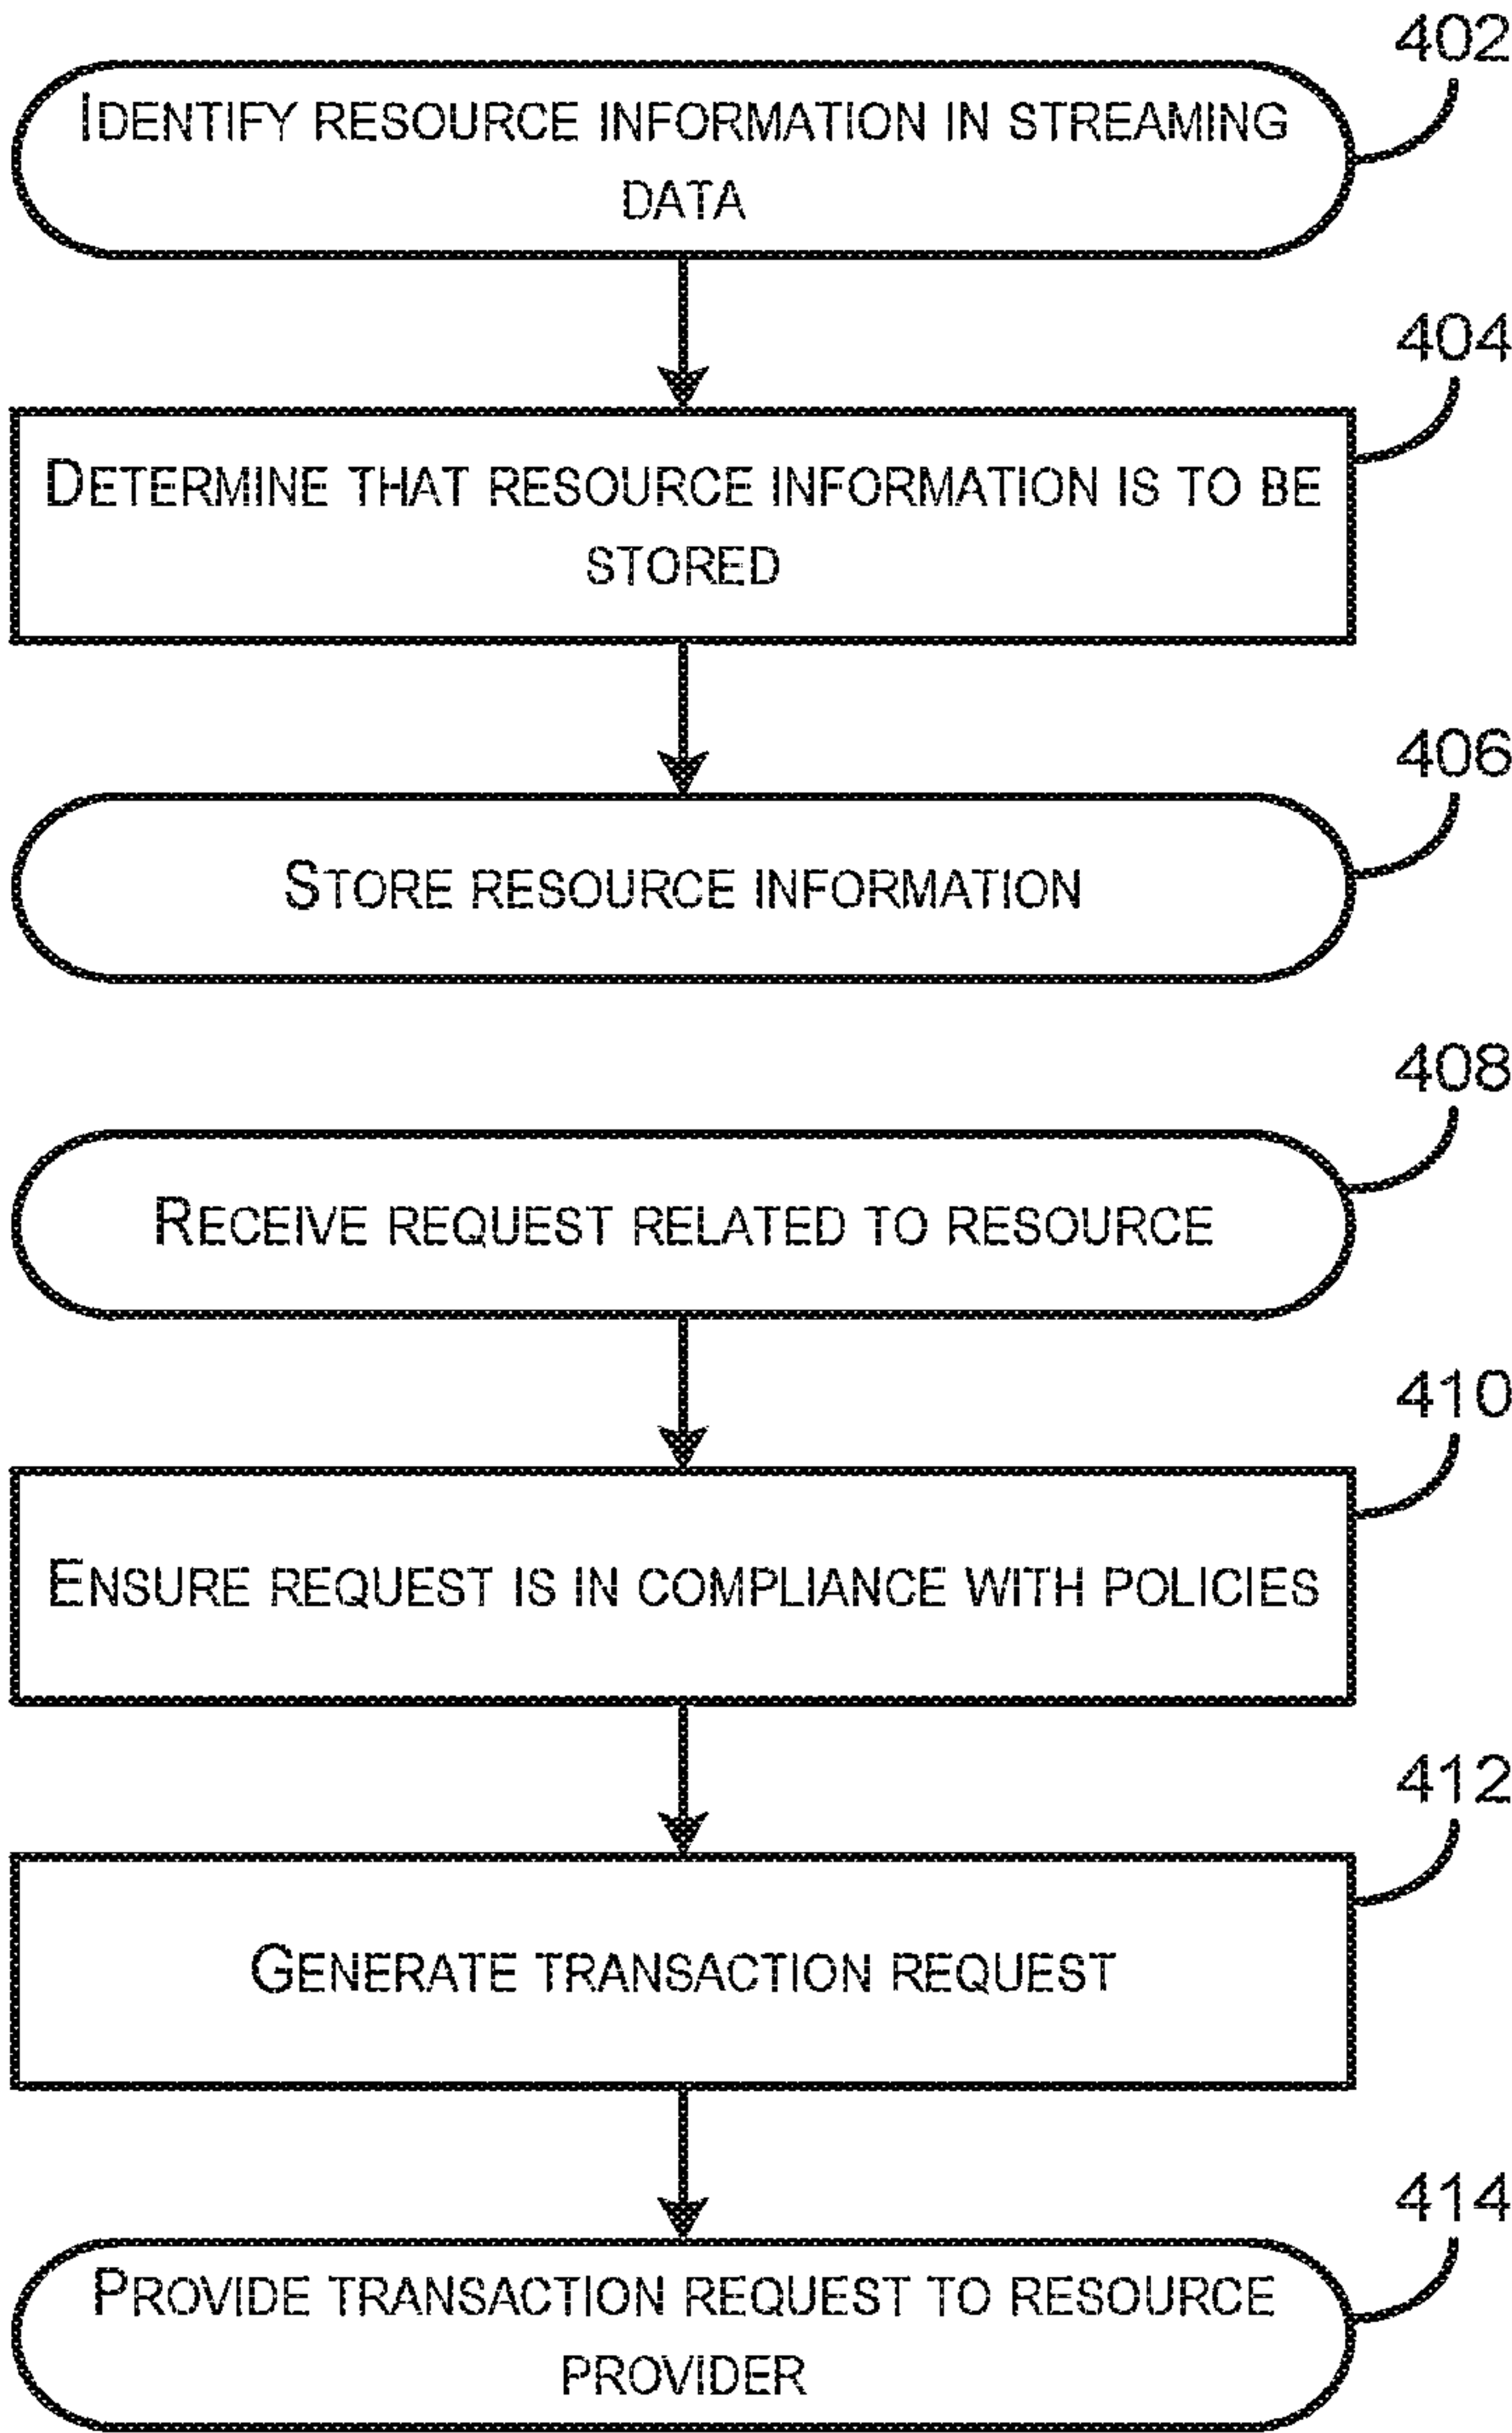 402
IDENTIFY RESOURCE INFORMATION IN STREAMING
DATA
404
DETERMINE THAT RESOURCE INFORMATION IS TO BE
STORED
406
STORE RESOURCE INFORMATION
408
RECEIVE REQUEST RELATED TO RESOURCE
410
ENSURE REQUEST IS IN COMPLIANCE WITH POLICIES
412
GENERATE TRANSACTION REQUEST
414
PROVIDE TRANSACTION REQUEST TO RESOURCE
PROVIDER